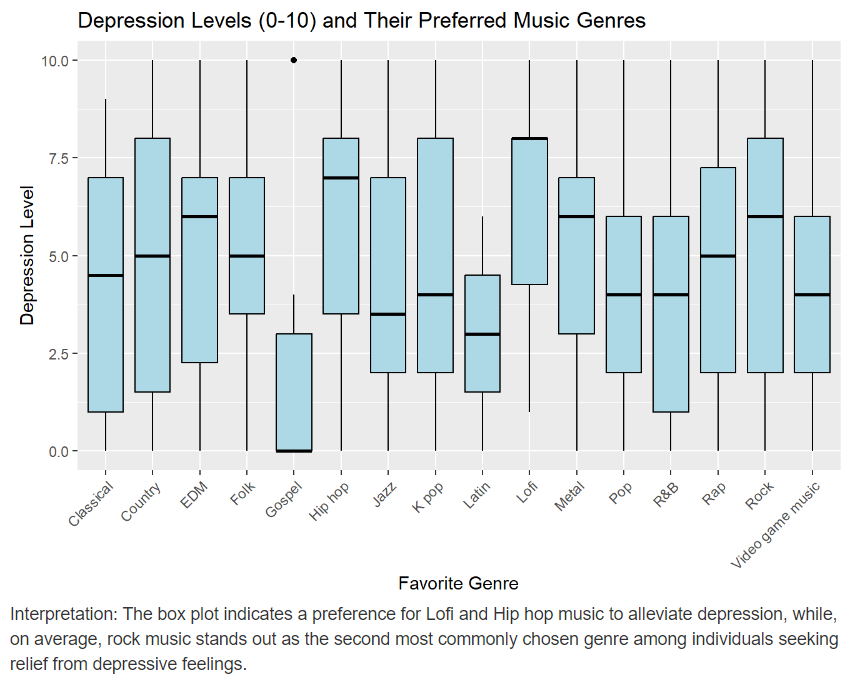 Depression Levels (0-10) and Their Preferred Music Genres
10.0
7.5
5.0
2.5
0.0
Depression Level
Classical
Country
EDM
Folk
Gospel
Hip hop
Jazz
K pop
Latin
Lofi
Metal
Pop
R&B
Rap
Rock
Video game music
Favorite Genre
Interpretation: The box plot indicates a preference for Lofi and Hip hop music to alleviate depression, while,
on average, rock music stands out as the second most commonly chosen genre among individuals seeking
relief from depressive feelings.